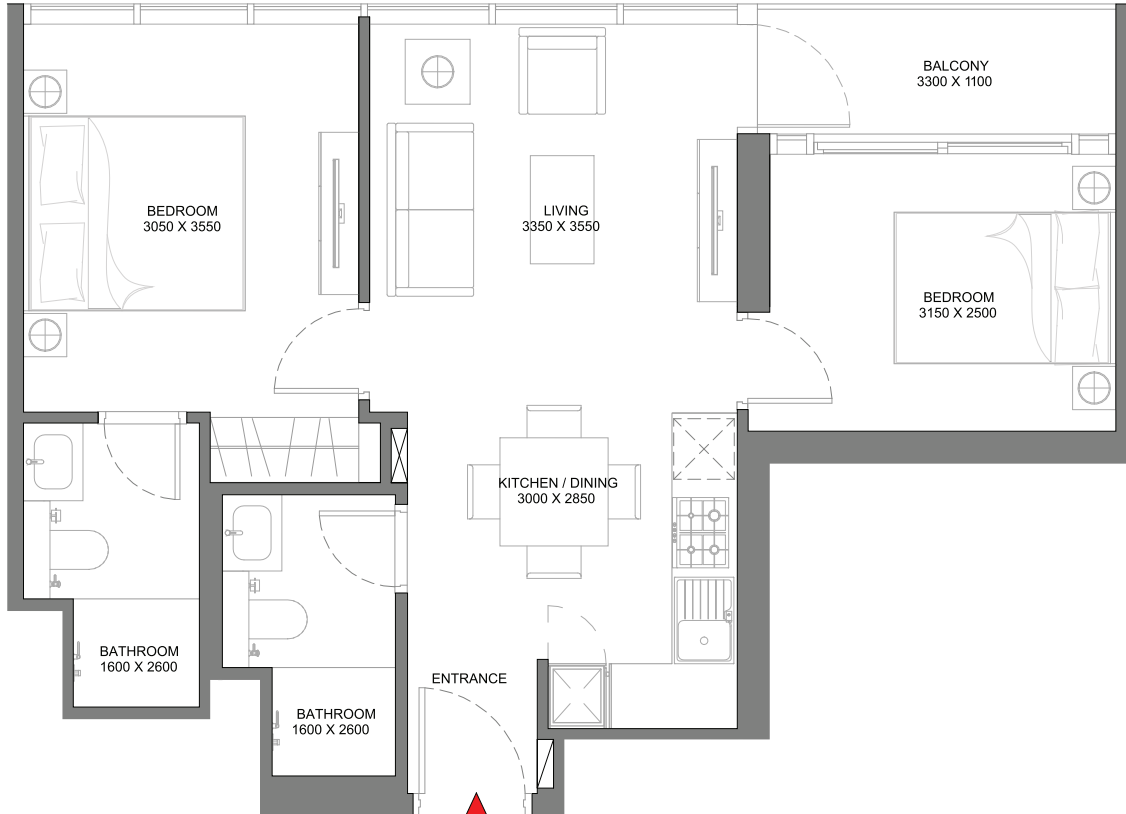 BALCONY
3300 X 1100
BEDROOM
3050 X 3550
LIVING
3350 X 3550
BEDROOM
3150 X 2500
KITCHEN / DINING
3000 X 2850
BATHROOM
1600 X 2600
ENTRANCE
BATHROOM
1600 X 2600